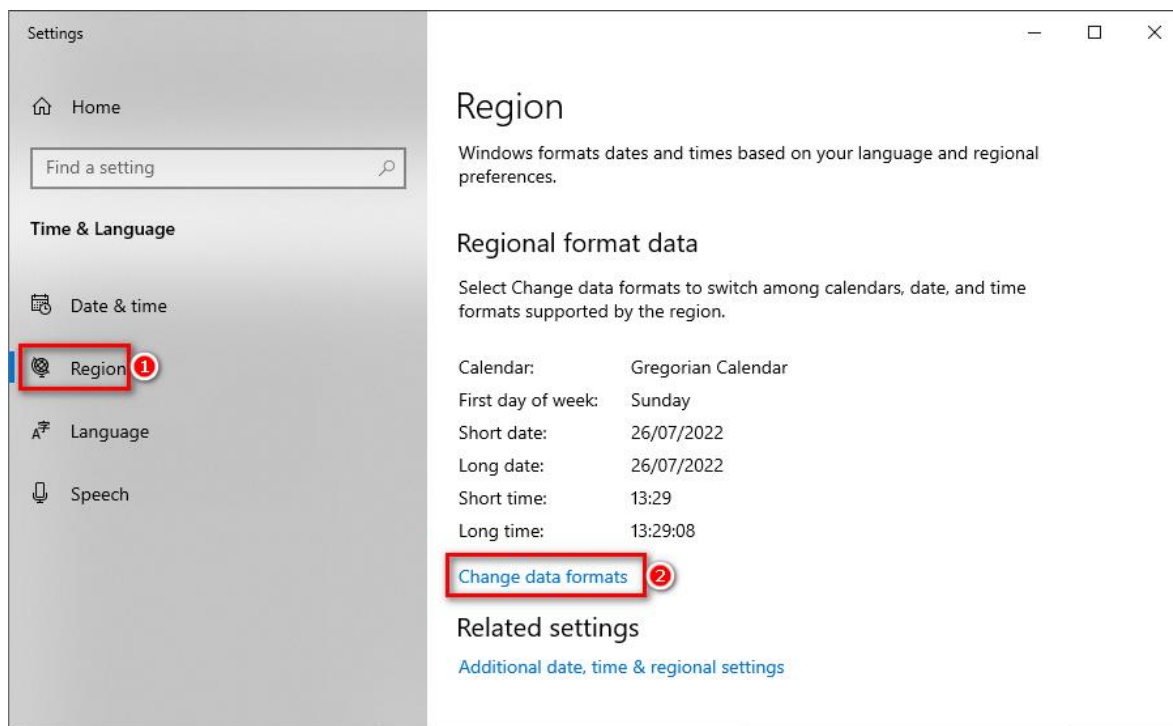 Settings
Home
Find a setting
Time & Language
Date & time
Region 1
Language
Speech
Region
Windows formats dates and times based on your language and regional
preferences.
Regional format data
Select Change data formats to switch among calendars, date, and time
formats supported by the region.
Calendar: Gregorian Calendar
First day of week: Sunday
Short date: 26/07/2022
Long date: 26/07/2022
Short time: 13:29
Long time: 13:29:08
Change data formats 2
Related settings
Additional date, time & regional settings